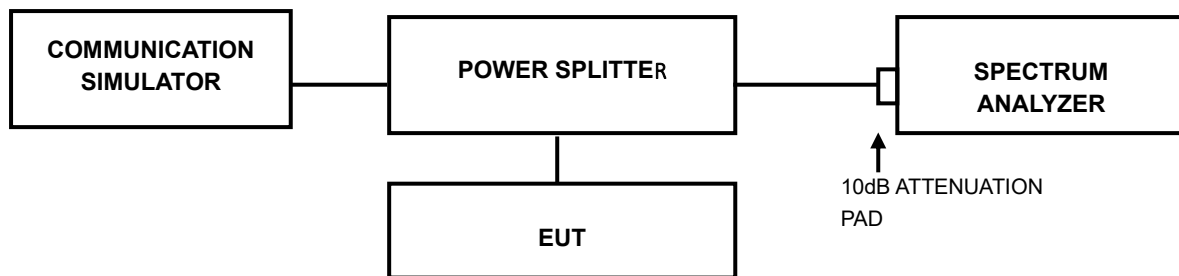 COMMUNICATION
SIMULATOR
POWER SPLITTER
SPECTRUM
ANALYZER
10dB ATTENUATION
PAD
EUT